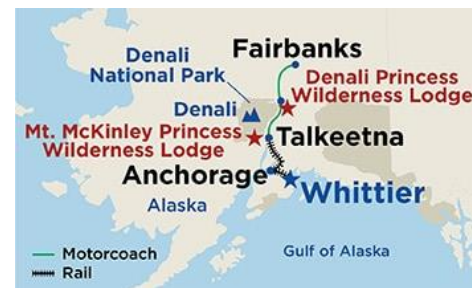 Fairbanks
Denali
National Park
Denali Princess
Wilderness Lodge
Denali
Mt. McKinley Princess
Wilderness Lodge
Talkeetna
Anchorage
Whittier
Alaska
Gulf of Alaska
Motorcoach
Rail